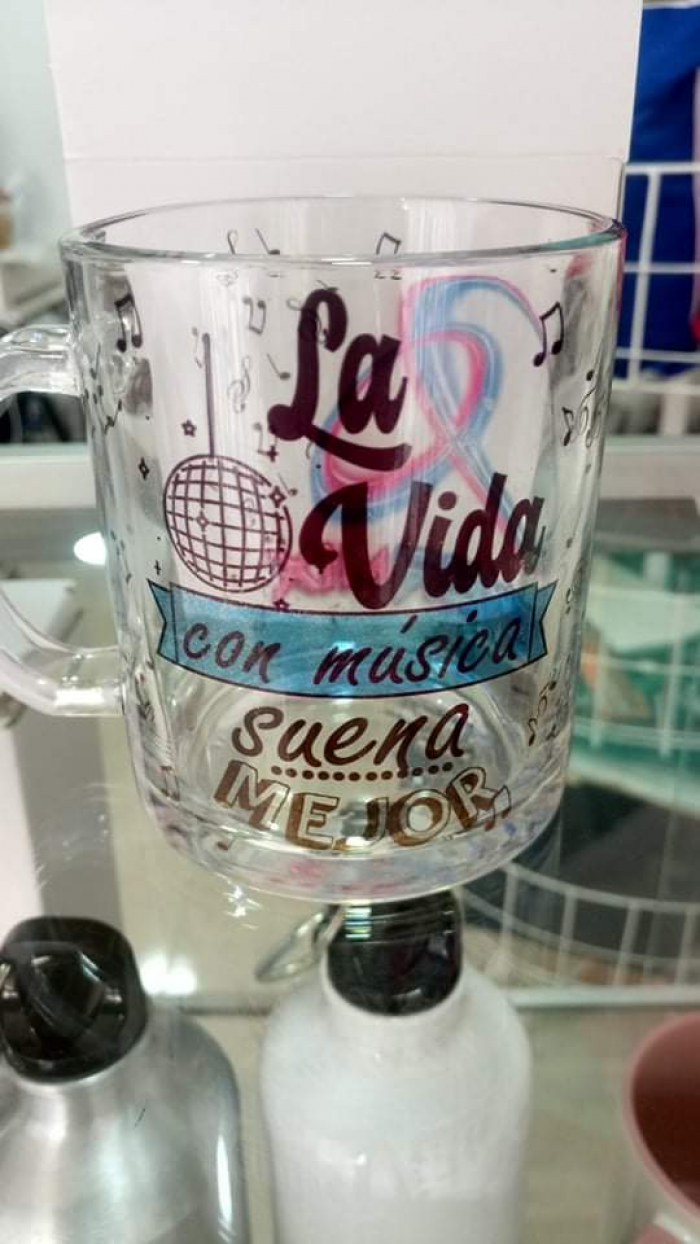 La
Vida
con música
suena
MEJOR